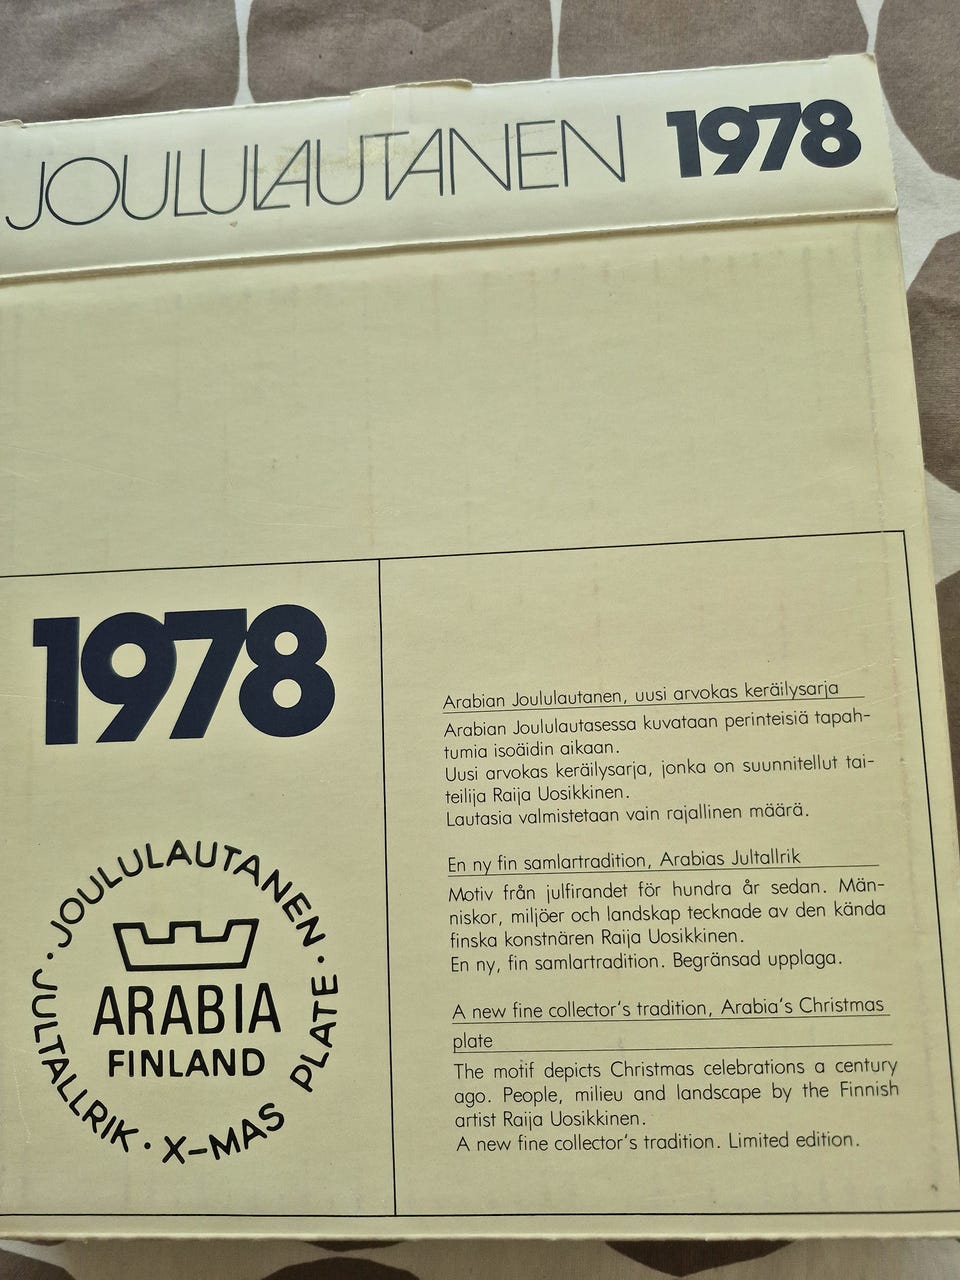 JOULULAUTANEN 1978
1978
· JOULULAUTANEN ·
X-MAS PLATE ·
JULTALLRIK ·
ARABIA
FINLAND
Arabian Joululautanen, uusi arvokas keräilysarja
Arabian Joululautasessa kuvataan perinteisiä tapah-
tumia isoäidin aikaan.
Uusi arvokas keräilysarja, jonka on suunnitellut tai-
teilija Raija Uosikkinen.
Lautasia valmistetaan vain rajallinen määrä.
En ny fin samlartradition, Arabias Jultallrik
Motiv från julfirandet för hundra år sedan. Män-
niskor, miljöer och landskap tecknade av den kända
finska konstnären Raija Uosikkinen.
En ny, fin samlartradition. Begränsad upplaga.
A new fine collector's tradition, Arabia's Christmas
plate
The motif depicts Christmas celebrations a century
ago. People, milieu and landscape by the Finnish
artist Raija Uosikkinen.
A new fine collector's tradition. Limited edition.